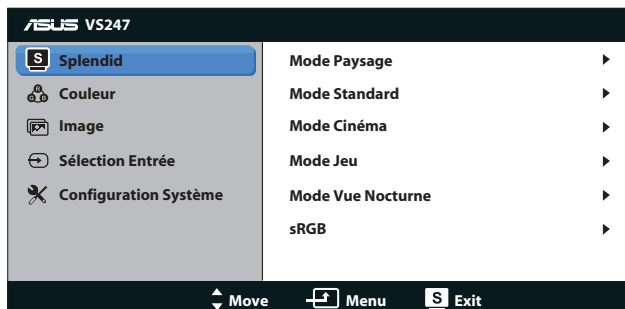 ASUS VS247
S Splendid
Couleur
Image
Sélection Entrée
Configuration Système
Mode Paysage
Mode Standard
Mode Cinéma
Mode Jeu
Mode Vue Nocturne
sRGB
Move Menu S Exit